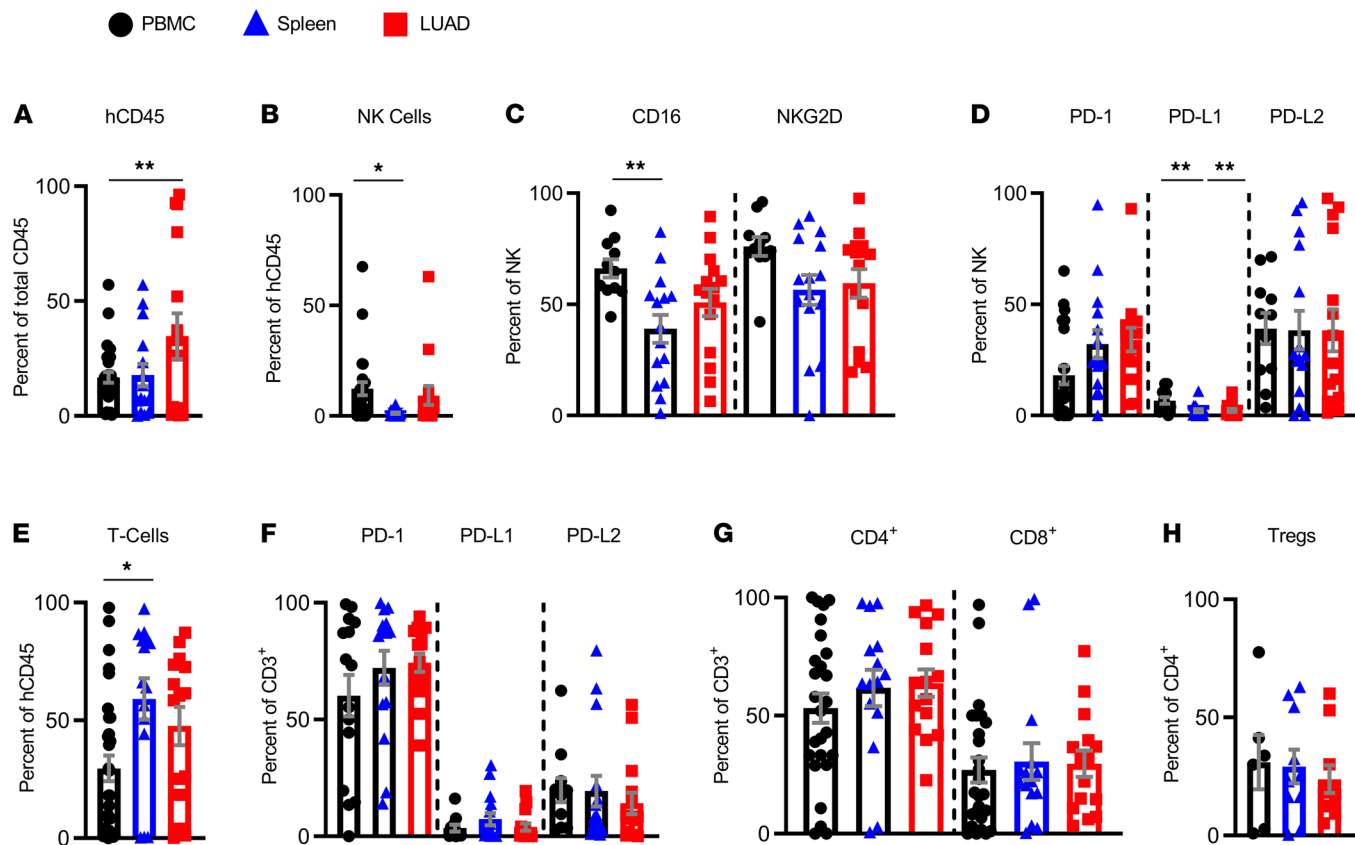 PBMC Spleen LUAD
A hCD45
B NK Cells
C CD16 NKG2D
D PD-1 PD-L1 PD-L2
** * ** ** **
Percent of total CD45
100
50
0
Percent of hCD45
100
50
0
Percent of NK
100
50
0
Percent of NK
100
50
0
E T-Cells
F PD-1 PD-L1 PD-L2
G CD4⁺ CD8⁺
H Tregs
*
Percent of hCD45
100
50
0
Percent of CD3⁺
100
50
0
Percent of CD3⁺
100
50
0
Percent of CD4⁺
100
50
0